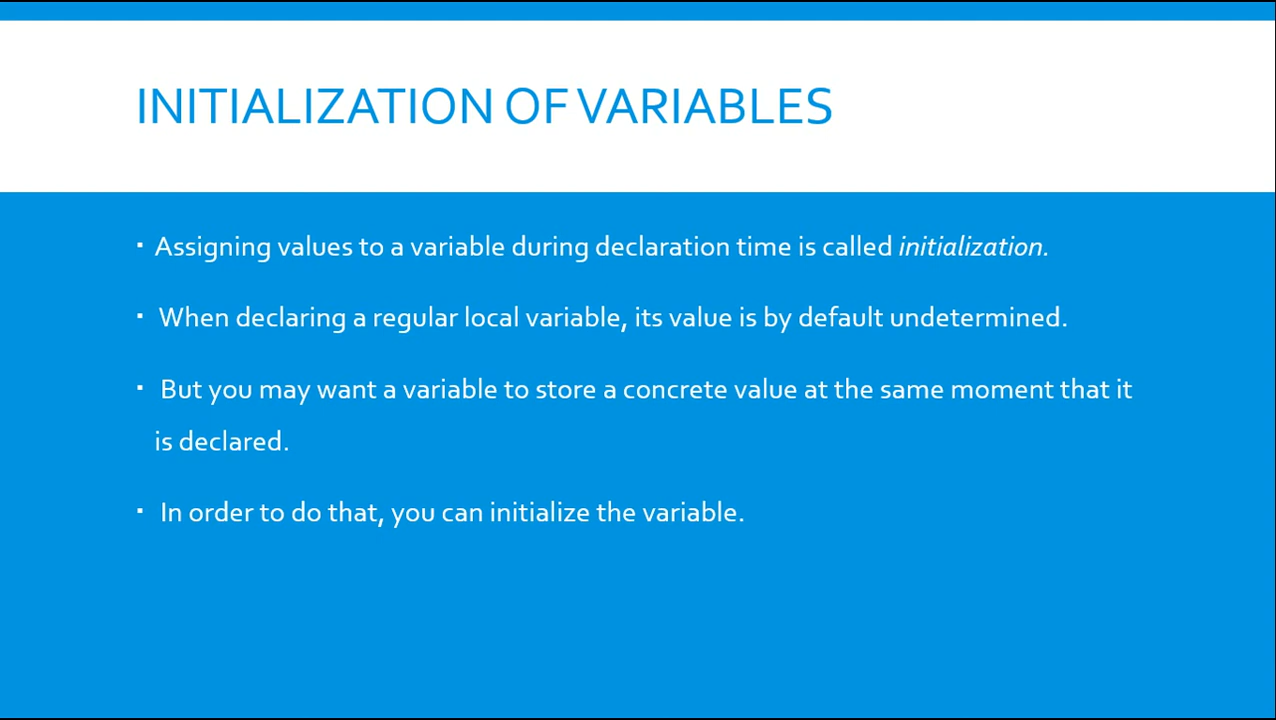 INITIALIZATION OF VARIABLES
▪ Assigning values to a variable during declaration time is called initialization.
▪ When declaring a regular local variable, its value is by default undetermined.
▪ But you may want a variable to store a concrete value at the same moment that it
is declared.
▪ In order to do that, you can initialize the variable.